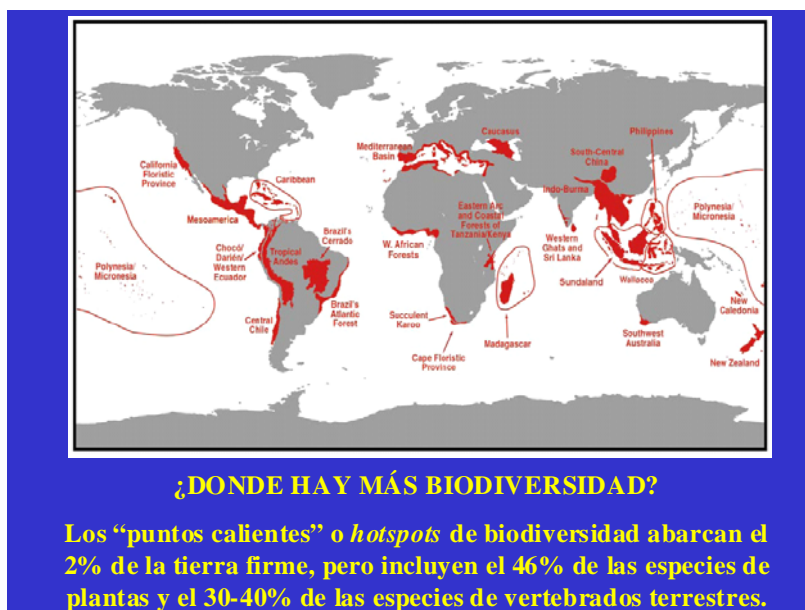 Philippines
Caucasus
Mediterranean
Basin
South-Central
China
California
Floristic
Province
Caribbean
Indo-Burma
Mesoamerica
Eastern Arc
and Coastal
Forests of
Tanzania/Kenya
Polynesia/
Micronesia
Brazil's
Cerrado
Chocó/
Darién/
Western
Ecuador
Tropical
Andes
W. African
Forests
Western
Ghats and
Sri Lanka
Polynesia/
Micronesia
Sundaland
Wallacea
Brazil's
Atlantic
Forest
Central
Chile
Succulent
Karoo
Madagascar
New
Caledonia
Cape Floristic
Province
Southwest
Australia
New Zealand
¿DONDE HAY MÁS BIODIVERSIDAD?
Los “puntos calientes” o hotspots de biodiversidad abarcan el
2% de la tierra firme, pero incluyen el 46% de las especies de
plantas y el 30-40% de las especies de vertebrados terrestres.